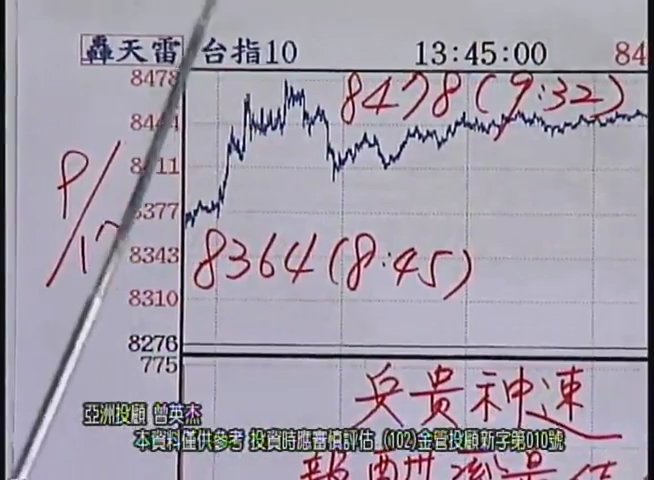 轟天雷 台指10 13:45:00 84
8478
8478(9:32)
8411
8377
8364(8:45)
8343
8310
8276
775
兵贵神速
亞洲投顧 曾英杰
本資料僅供參考 投資時應審慎評估 (102)金管投顧新字第010號